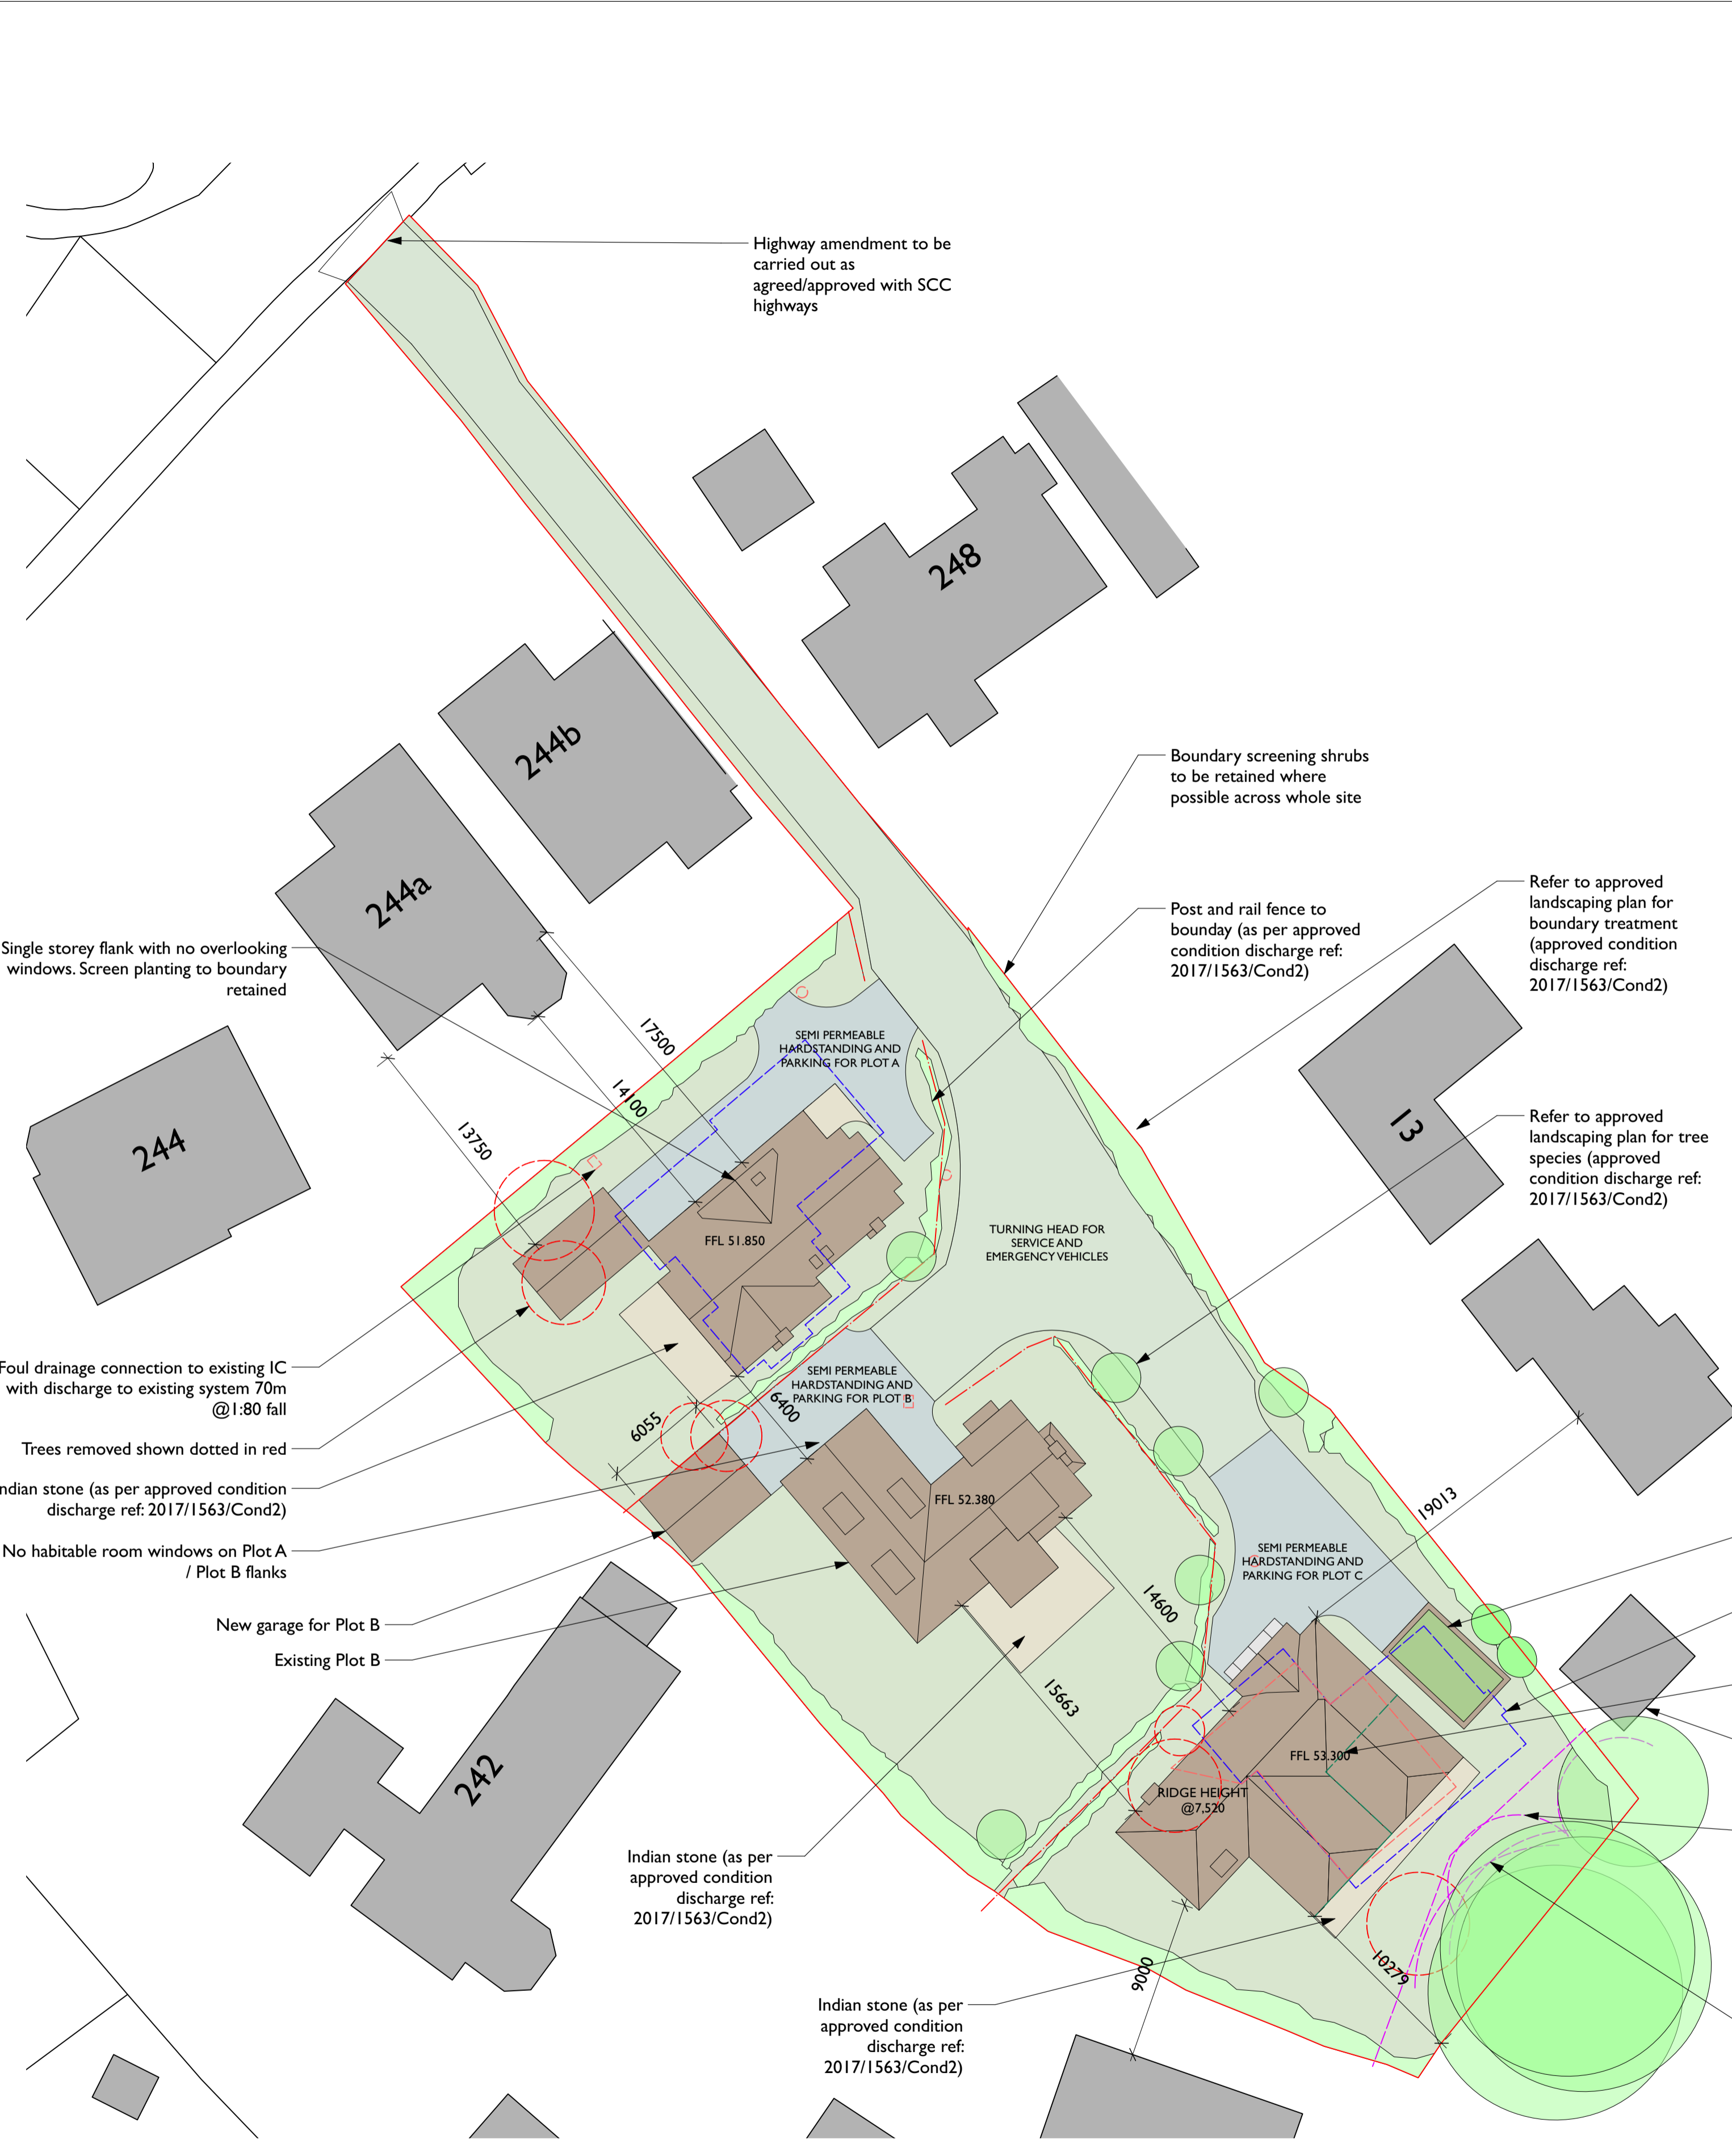 Highway amendment to be
carried out as
agreed/approved with SCC
highways
248
244b
244a
244
Boundary screening shrubs
to be retained where
possible across whole site
Post and rail fence to
bounday (as per approved
condition discharge ref:
2017/1563/Cond2)
Refer to approved
landscaping plan for
boundary treatment
(approved condition
discharge ref:
2017/1563/Cond2)
13
Refer to approved
landscaping plan for tree
species (approved
condition discharge ref:
2017/1563/Cond2)
Single storey flank with no overlooking
windows. Screen planting to boundary
retained
17500
14100
13750
SEMI PERMEABLE
HARDSTANDING AND
PARKING FOR PLOT A
FFL 51.850
TURNING HEAD FOR
SERVICE AND
EMERGENCY VEHICLES
Foul drainage connection to existing IC
with discharge to existing system 70m
@1:80 fall
Trees removed shown dotted in red
ndian stone (as per approved condition
discharge ref: 2017/1563/Cond2)
No habitable room windows on Plot A
/ Plot B flanks
New garage for Plot B
Existing Plot B
SEMI PERMEABLE
HARDSTANDING AND
PARKING FOR PLOT B
6400
6055
FFL 52.380
19013
SEMI PERMEABLE
HARDSTANDING AND
PARKING FOR PLOT C
14600
15663
FFL 53.300
RIDGE HEIGHT
@7,520
242
Indian stone (as per
approved condition
discharge ref:
2017/1563/Cond2)
9000
10279
Indian stone (as per
approved condition
discharge ref:
2017/1563/Cond2)